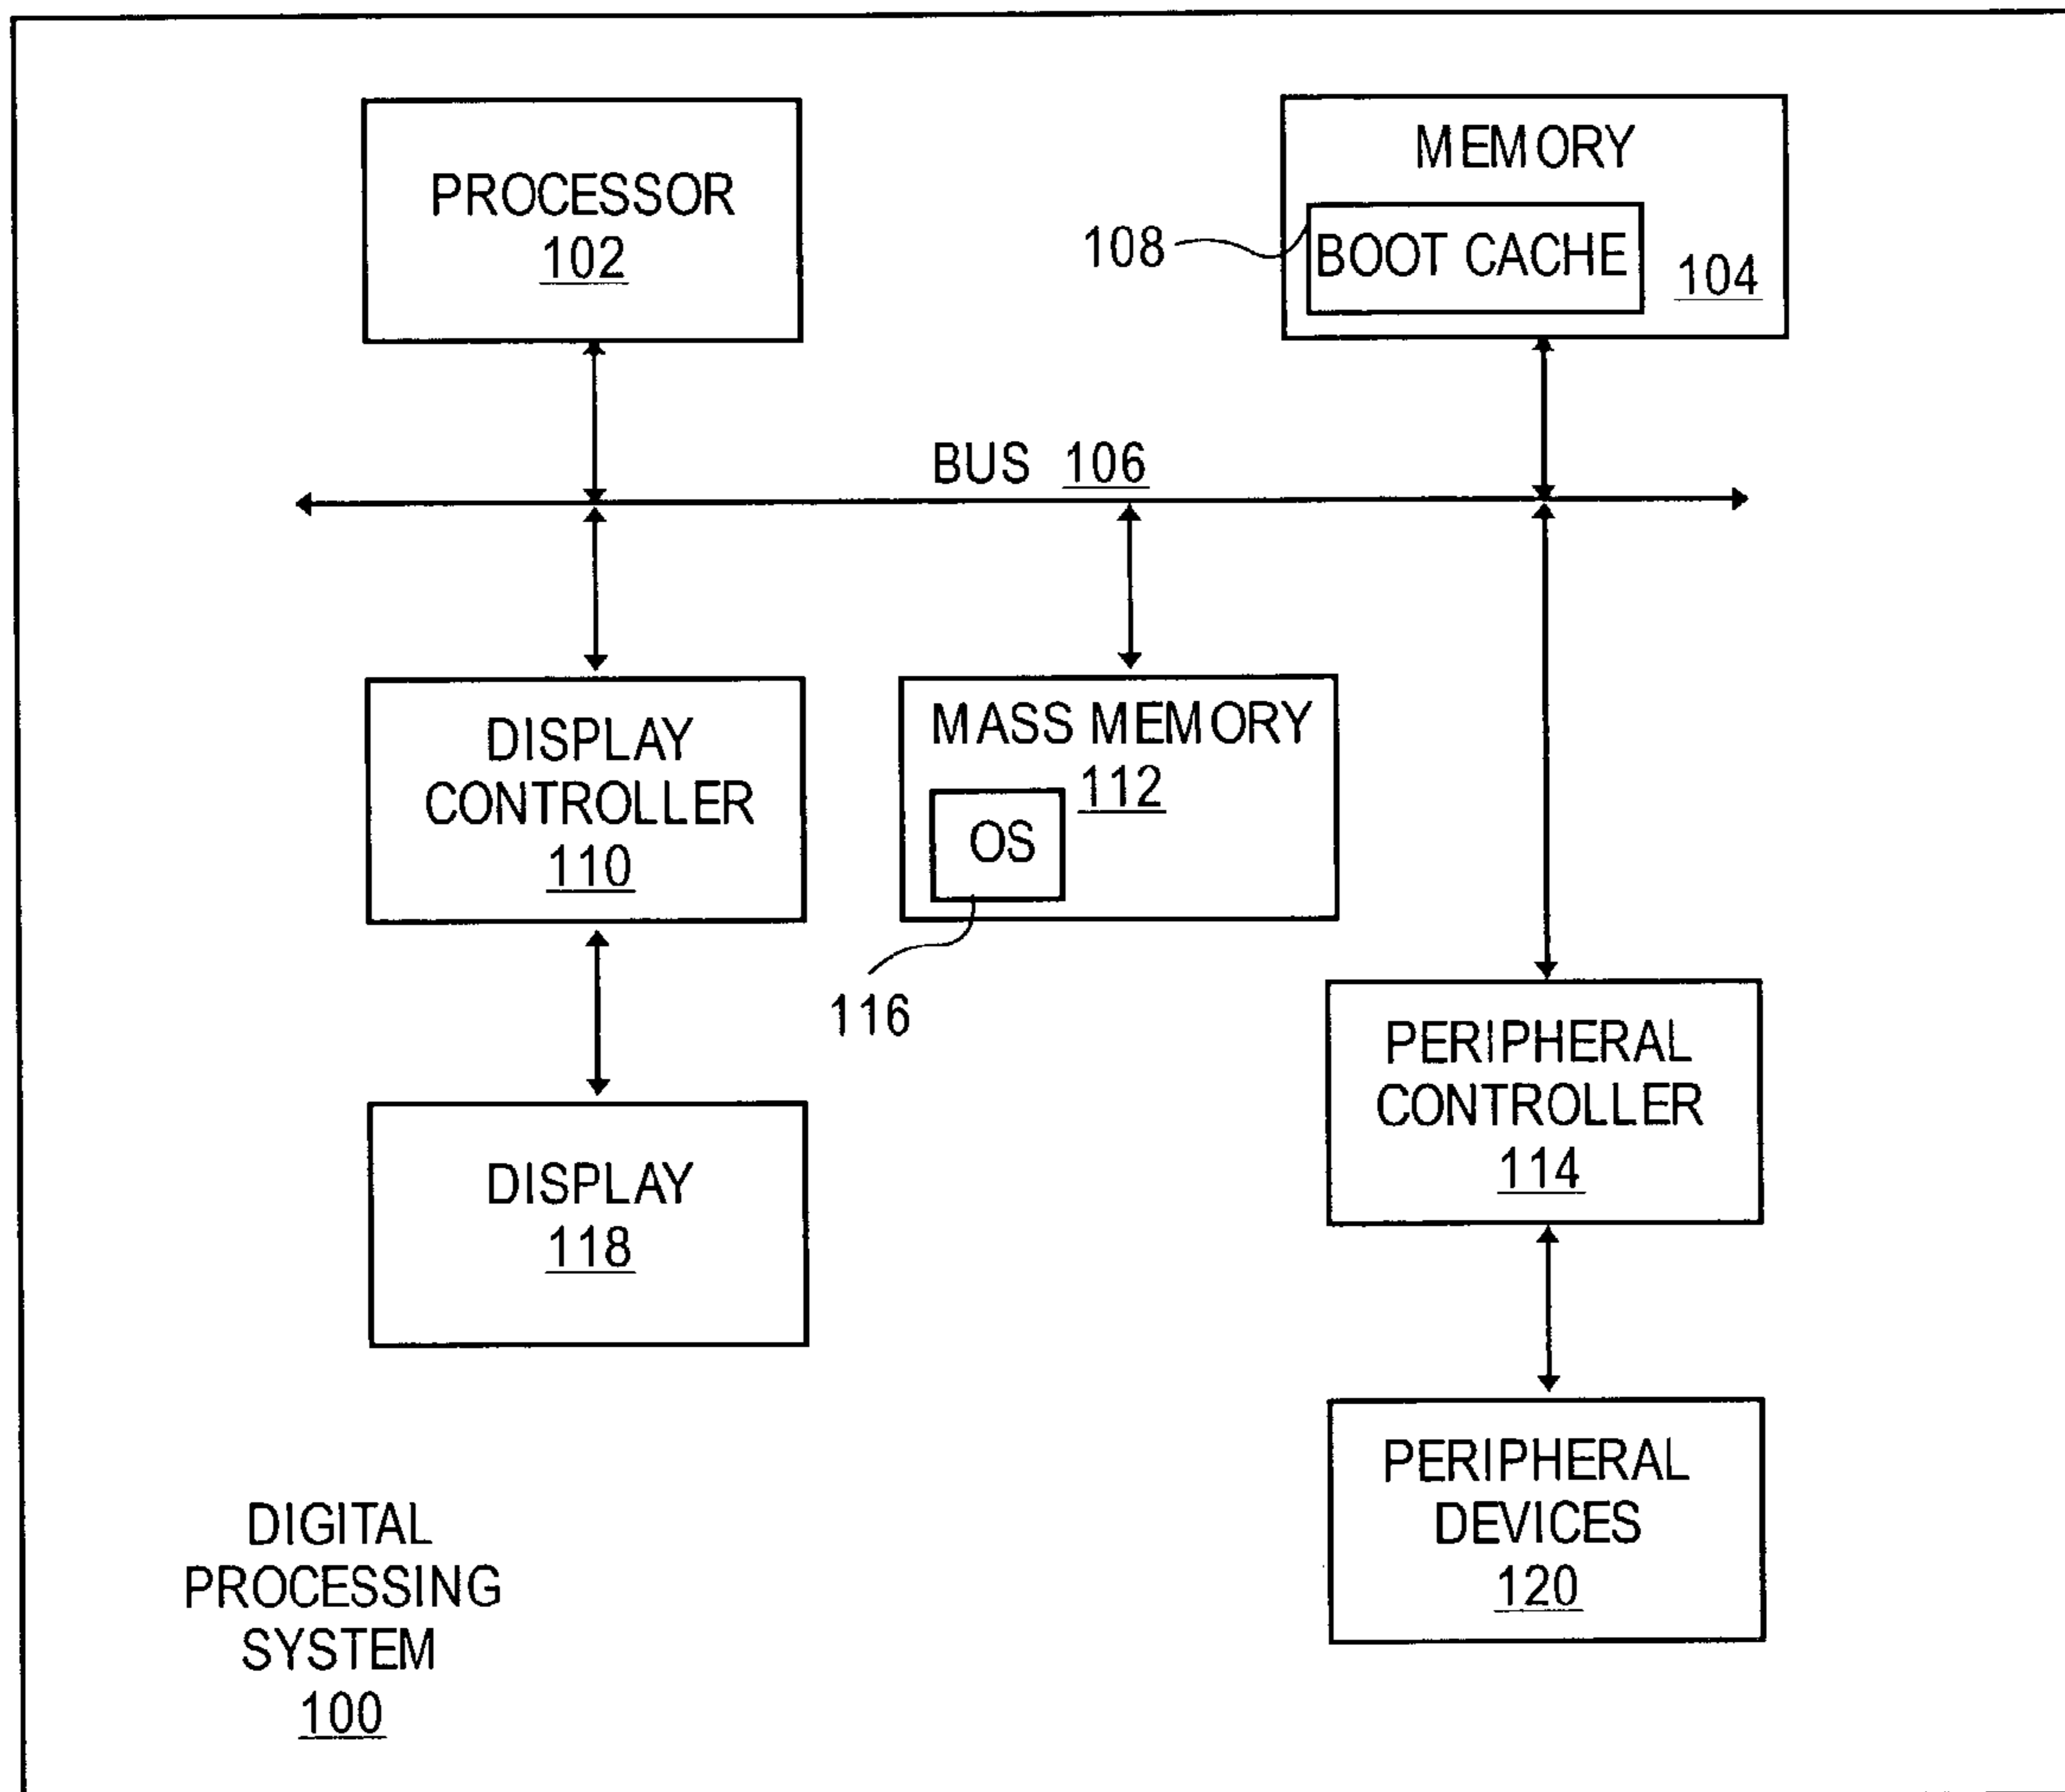 PROCESSOR
102
MEMORY
108
BOOT CACHE
104
BUS 106
DISPLAY
CONTROLLER
110
MASS MEMORY
112
OS
116
PERIPHERAL
CONTROLLER
114
DISPLAY
118
PERIPHERAL
DEVICES
120
DIGITAL
PROCESSING
SYSTEM
100